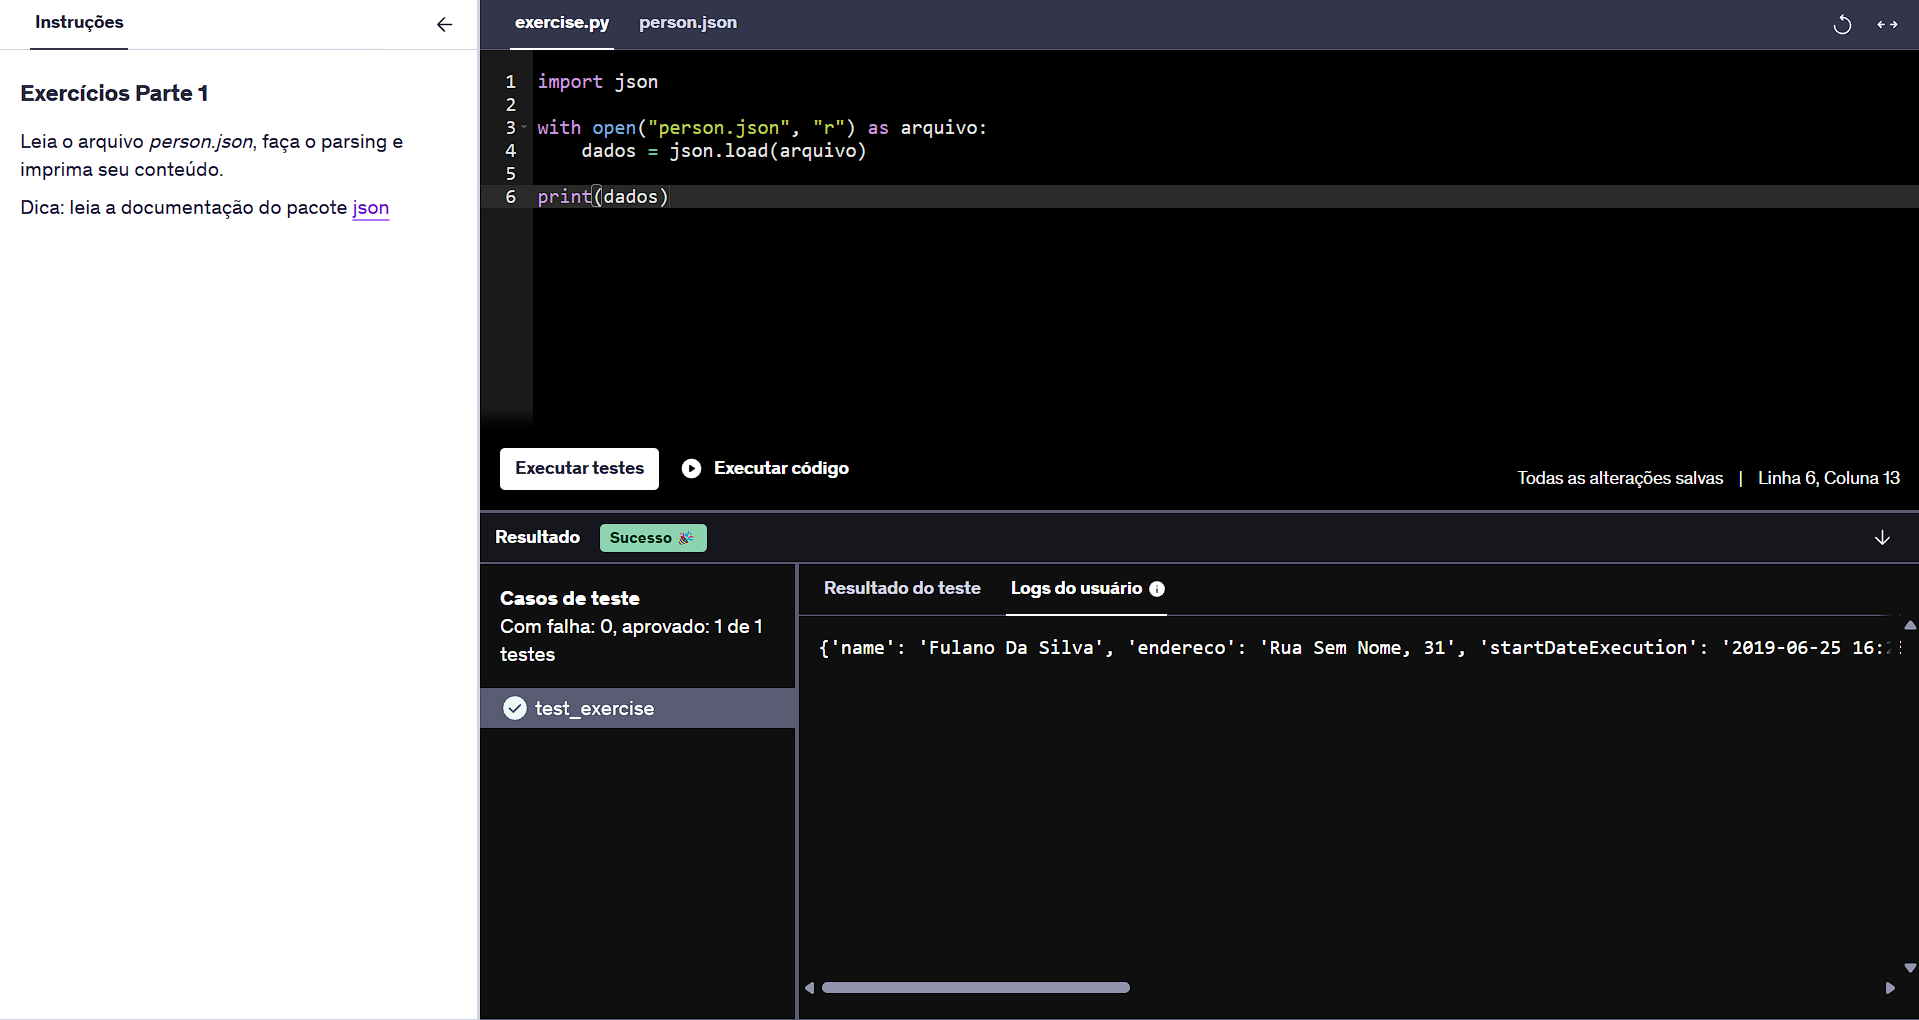 Instruções
Exercícios Parte 1
Leia o arquivo person.json, faça o parsing e
imprima seu conteúdo.
Dica: leia a documentação do pacote json
exercise.py
person.json
1 import json
2
3 with open("person.json", "r") as arquivo:
4 dados = json.load(arquivo)
5
6 print(dados)
Executar testes
Executar código
Todas as alterações salvas | Linha 6, Coluna 13
Resultado
Sucesso 🎉
Casos de teste
Com falha: 0, aprovado: 1 de 1
testes
test_exercise
Resultado do teste
Logs do usuário
{'name': 'Fulano Da Silva', 'endereco': 'Rua Sem Nome, 31', 'startDateExecution': '2019-06-25 16: